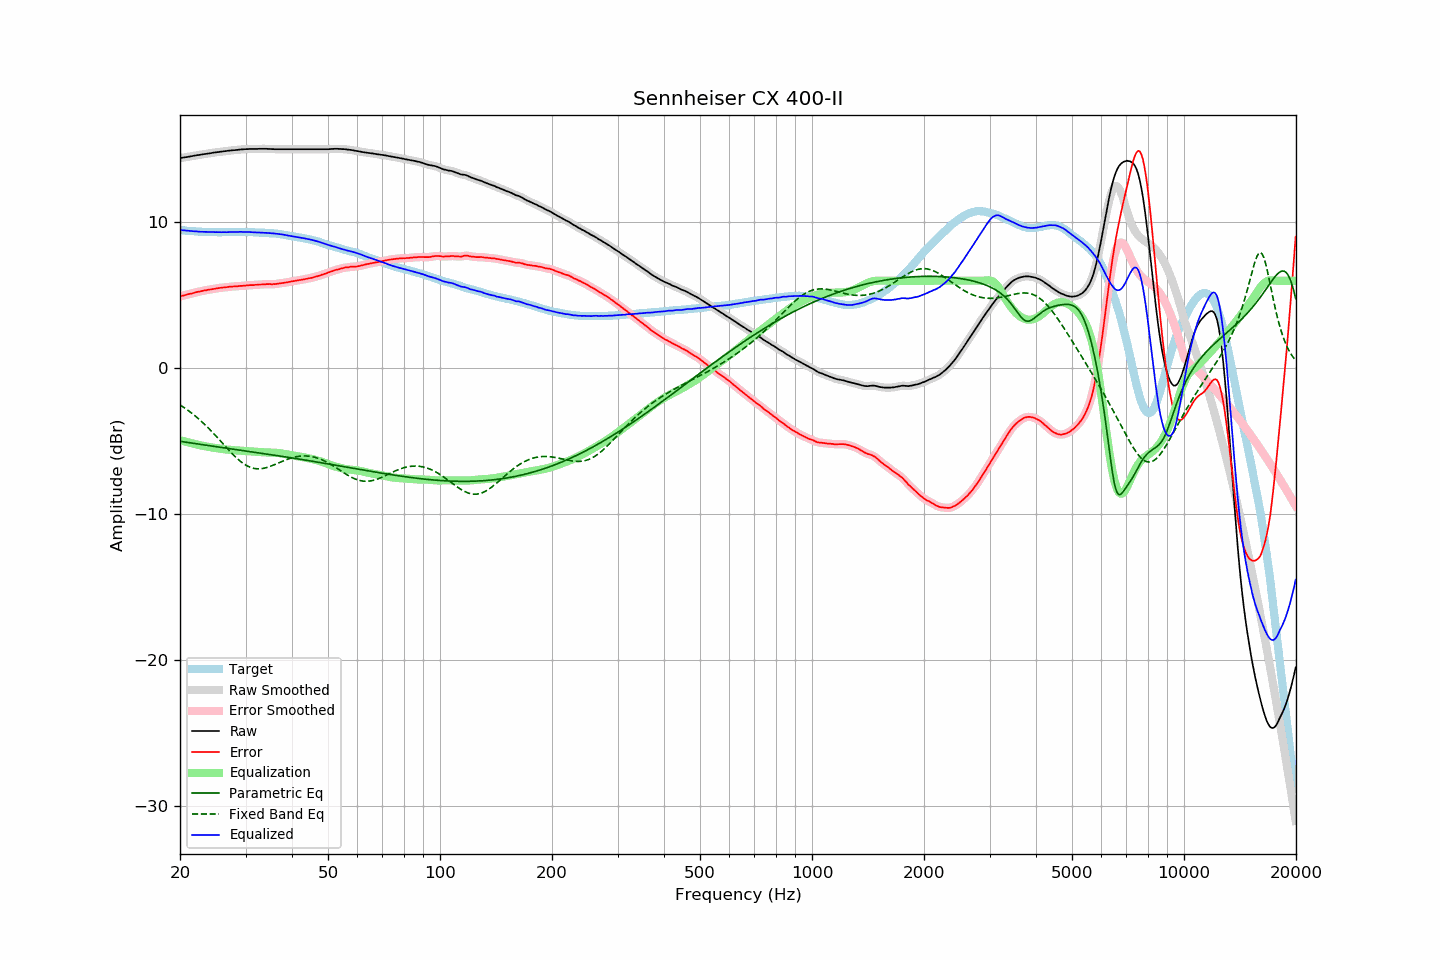 Sennheiser CX 400-II
Amplitude (dBr)
10
0
−10
−20
−30
Target
Raw Smoothed
Error Smoothed
Raw
Error
Equalization
Parametric Eq
Fixed Band Eq
Equalized
20 50 100 200 500 1000 2000 5000 10000 20000
Frequency (Hz)